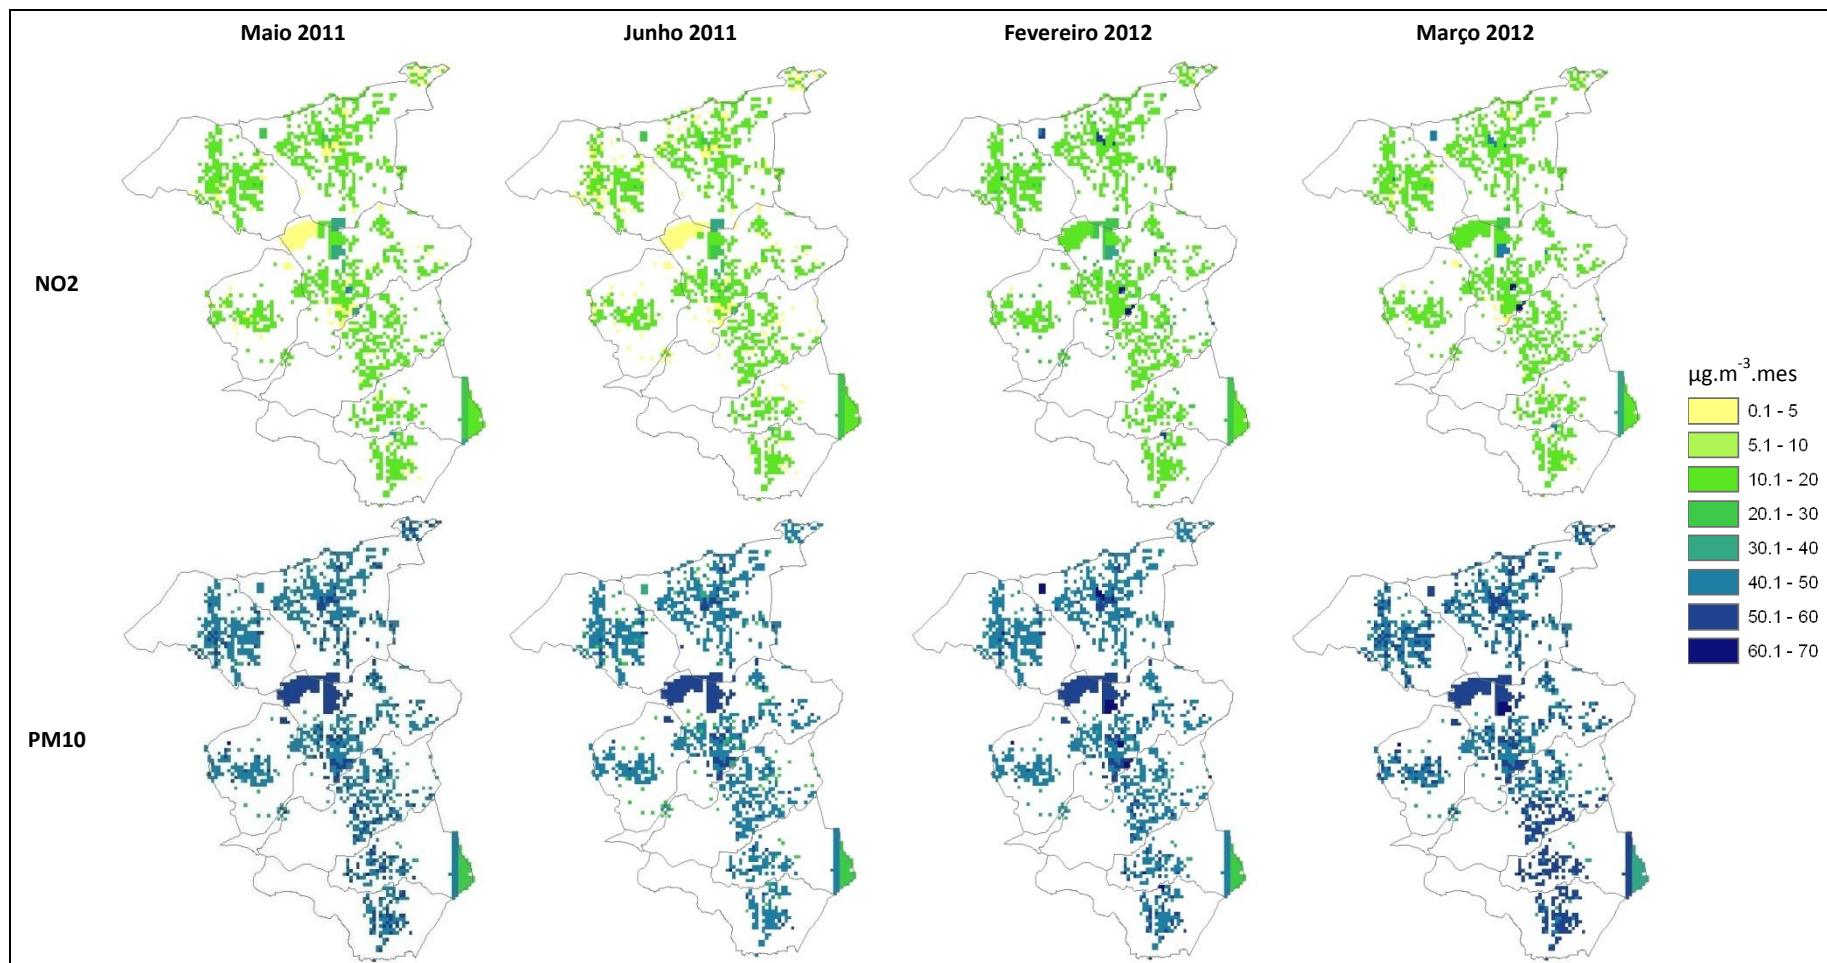 Maio 2011
Junho 2011
Fevereiro 2012
Março 2012
NO2
PM10
µg.m-3.mes
0.1 - 5
5.1 - 10
10.1 - 20
20.1 - 30
30.1 - 40
40.1 - 50
50.1 - 60
60.1 - 70